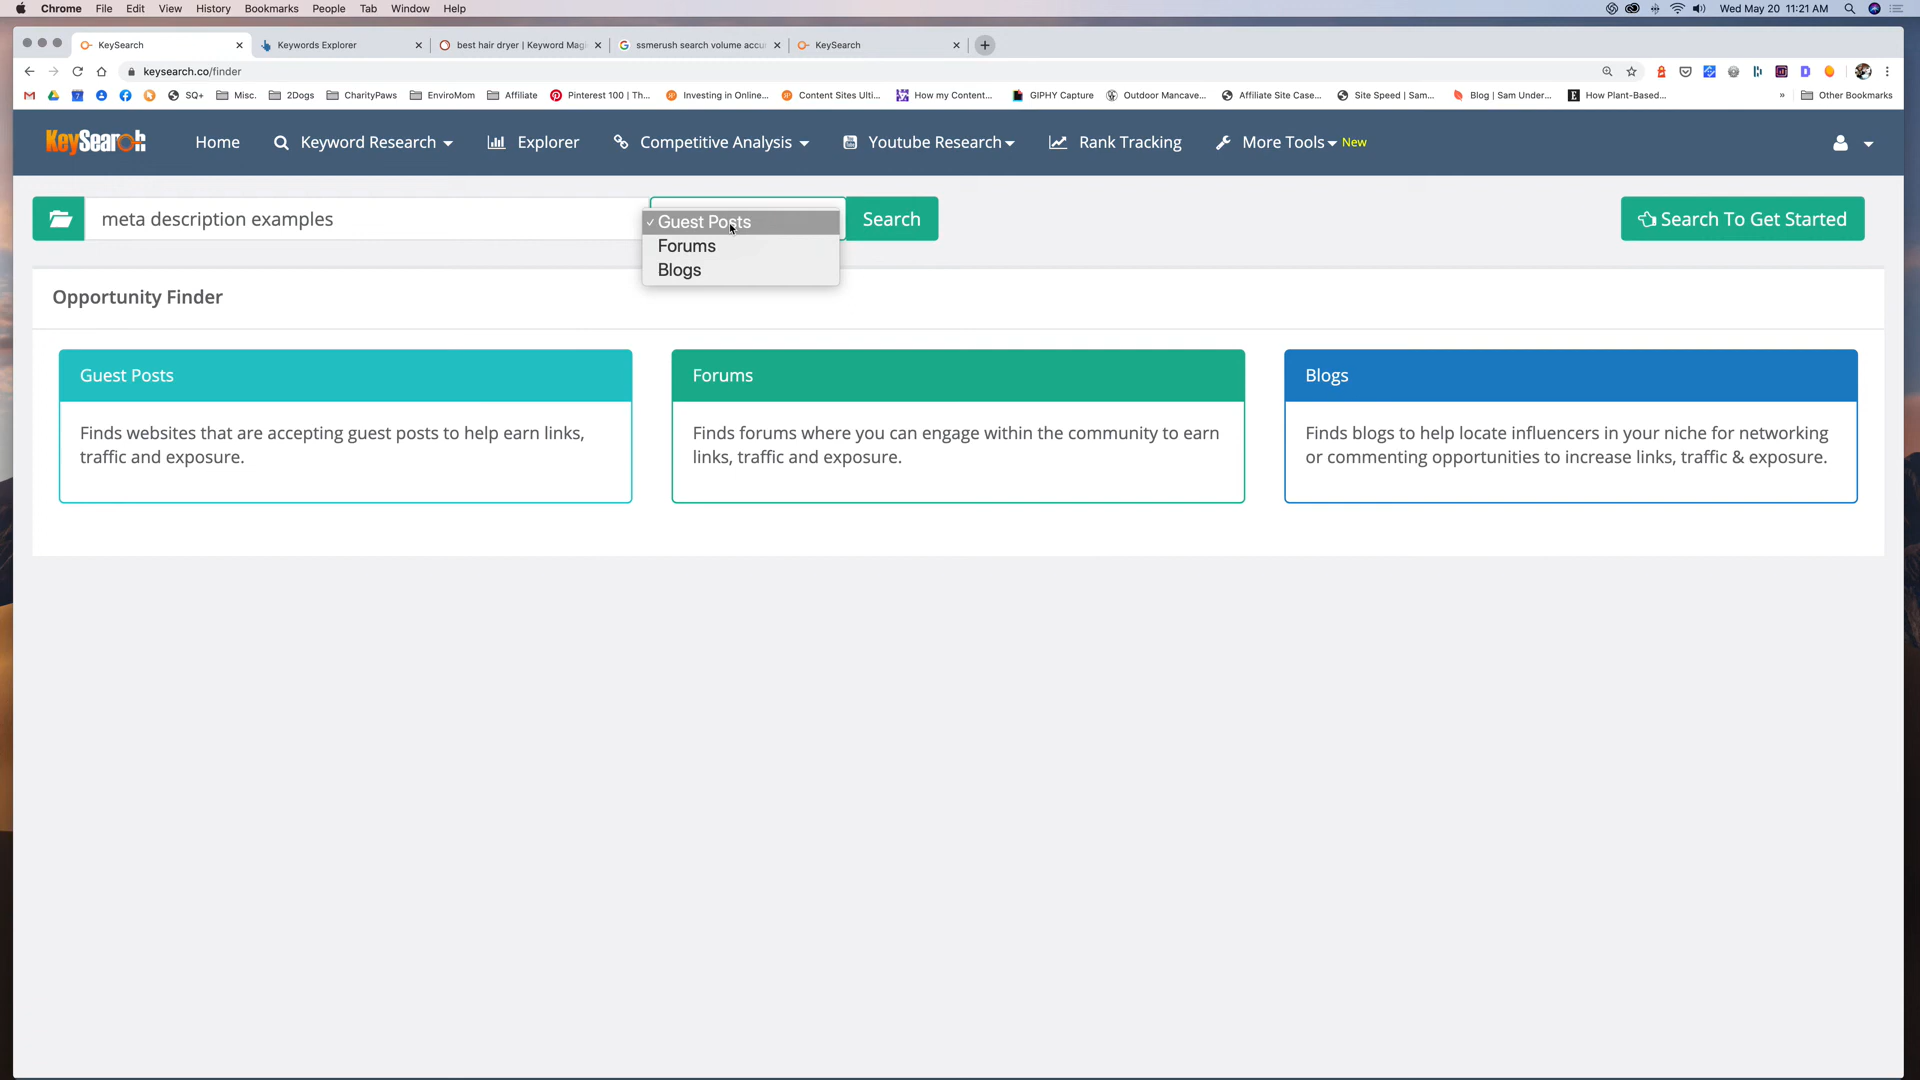 Chrome File Edit View History Bookmarks People Tab Window Help Wed May 20 11:21 AM
KeySearch Keywords Explorer best hair dryer | Keyword Magi ssmerush search volume accu KeySearch
keysearch.co/finder
SQ+ Misc. 2Dogs CharityPaws EnviroMom Affiliate Pinterest 100 | Th... Investing in Online... Content Sites Ulti... How my Content... GIPHY Capture Outdoor Mancave... Affiliate Site Case... Site Speed | Sam... Blog | Sam Under... How Plant-Based... » Other Bookmarks
KeySearch Home Keyword Research Explorer Competitive Analysis Youtube Research Rank Tracking More Tools New
meta description examples Guest Posts Search Search To Get Started
Forums
Blogs
Opportunity Finder
Guest Posts
Finds websites that are accepting guest posts to help earn links,
traffic and exposure.
Forums
Finds forums where you can engage within the community to earn
links, traffic and exposure.
Blogs
Finds blogs to help locate influencers in your niche for networking
or commenting opportunities to increase links, traffic & exposure.